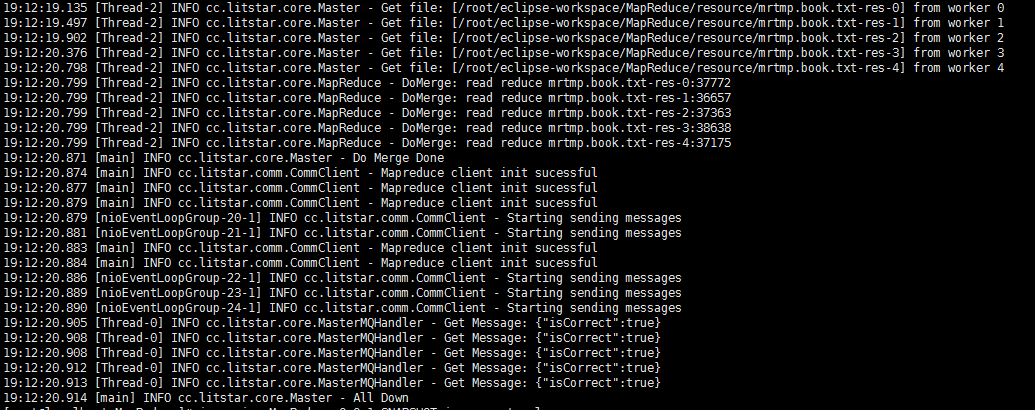 19:12:19.135 [Thread-2] INFO cc.litstar.core.Master - Get file: [/root/eclipse-workspace/MapReduce/resource/mrtmp.book.txt-res-0] from worker 0
19:12:19.497 [Thread-2] INFO cc.litstar.core.Master - Get file: [/root/eclipse-workspace/MapReduce/resource/mrtmp.book.txt-res-1] from worker 1
19:12:19.902 [Thread-2] INFO cc.litstar.core.Master - Get file: [/root/eclipse-workspace/MapReduce/resource/mrtmp.book.txt-res-2] from worker 2
19:12:20.376 [Thread-2] INFO cc.litstar.core.Master - Get file: [/root/eclipse-workspace/MapReduce/resource/mrtmp.book.txt-res-3] from worker 3
19:12:20.798 [Thread-2] INFO cc.litstar.core.Master - Get file: [/root/eclipse-workspace/MapReduce/resource/mrtmp.book.txt-res-4] from worker 4
19:12:20.799 [Thread-2] INFO cc.litstar.core.MapReduce - DoMerge: read reduce mrtmp.book.txt-res-0:37772
19:12:20.799 [Thread-2] INFO cc.litstar.core.MapReduce - DoMerge: read reduce mrtmp.book.txt-res-1:36657
19:12:20.799 [Thread-2] INFO cc.litstar.core.MapReduce - DoMerge: read reduce mrtmp.book.txt-res-2:37363
19:12:20.799 [Thread-2] INFO cc.litstar.core.MapReduce - DoMerge: read reduce mrtmp.book.txt-res-3:38638
19:12:20.799 [Thread-2] INFO cc.litstar.core.MapReduce - DoMerge: read reduce mrtmp.book.txt-res-4:37175
19:12:20.871 [main] INFO cc.litstar.core.Master - Do Merge Done
19:12:20.874 [main] INFO cc.litstar.comm.CommClient - Mapreduce client init sucessful
19:12:20.877 [main] INFO cc.litstar.comm.CommClient - Mapreduce client init sucessful
19:12:20.879 [main] INFO cc.litstar.comm.CommClient - Mapreduce client init sucessful
19:12:20.879 [nioEventLoopGroup-20-1] INFO cc.litstar.comm.CommClient - Starting sending messages
19:12:20.881 [nioEventLoopGroup-21-1] INFO cc.litstar.comm.CommClient - Starting sending messages
19:12:20.883 [main] INFO cc.litstar.comm.CommClient - Mapreduce client init sucessful
19:12:20.884 [main] INFO cc.litstar.comm.CommClient - Mapreduce client init sucessful
19:12:20.886 [nioEventLoopGroup-22-1] INFO cc.litstar.comm.CommClient - Starting sending messages
19:12:20.889 [nioEventLoopGroup-23-1] INFO cc.litstar.comm.CommClient - Starting sending messages
19:12:20.890 [nioEventLoopGroup-24-1] INFO cc.litstar.comm.CommClient - Starting sending messages
19:12:20.905 [Thread-0] INFO cc.litstar.core.MasterMQHandler - Get Message: {"isCorrect":true}
19:12:20.908 [Thread-0] INFO cc.litstar.core.MasterMQHandler - Get Message: {"isCorrect":true}
19:12:20.908 [Thread-0] INFO cc.litstar.core.MasterMQHandler - Get Message: {"isCorrect":true}
19:12:20.912 [Thread-0] INFO cc.litstar.core.MasterMQHandler - Get Message: {"isCorrect":true}
19:12:20.913 [Thread-0] INFO cc.litstar.core.MasterMQHandler - Get Message: {"isCorrect":true}
19:12:20.914 [main] INFO cc.litstar.core.Master - All Down